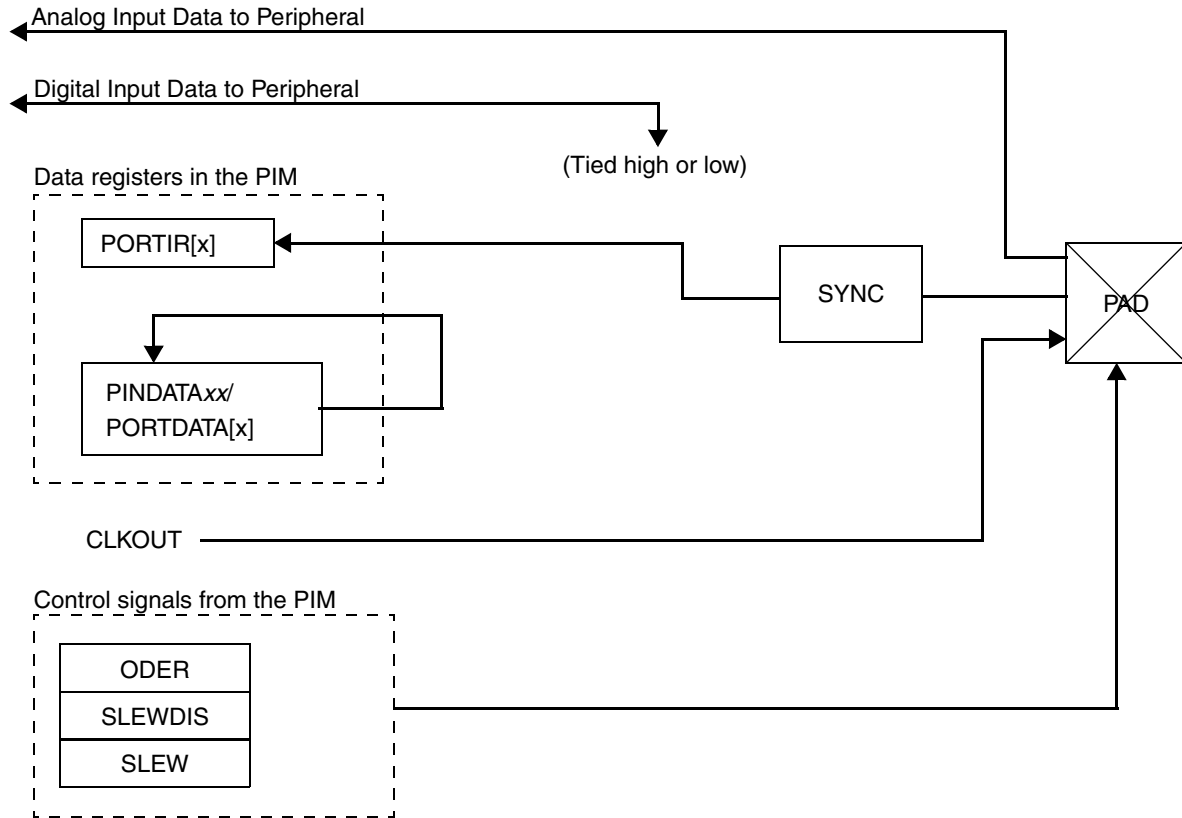 Analog Input Data to Peripheral
Digital Input Data to Peripheral
(Tied high or low)
Data registers in the PIM
PORTIR[x]
SYNC
PAD
PINDATAxx/
PORTDATA[x]
CLKOUT
Control signals from the PIM
ODER
SLEWDIS
SLEW